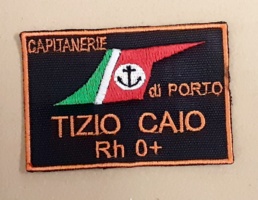 CAPITANERIE
di PORTO
TIZIO CAIO
Rh 0+